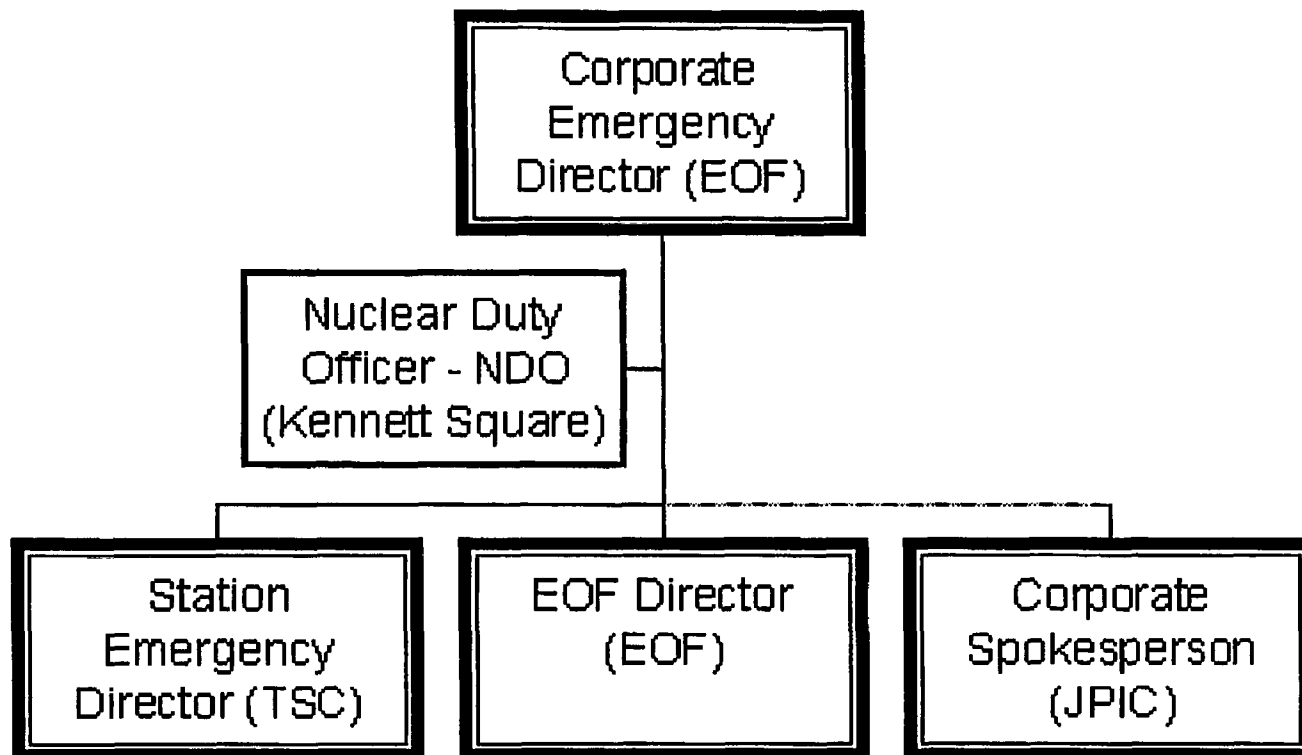 Corporate
Emergency
Director (EOF)
Nuclear Duty
Officer - NDO
(Kennett Square)
Station
Emergency
Director (TSC)
EOF Director
(EOF)
Corporate
Spokesperson
(JPIC)